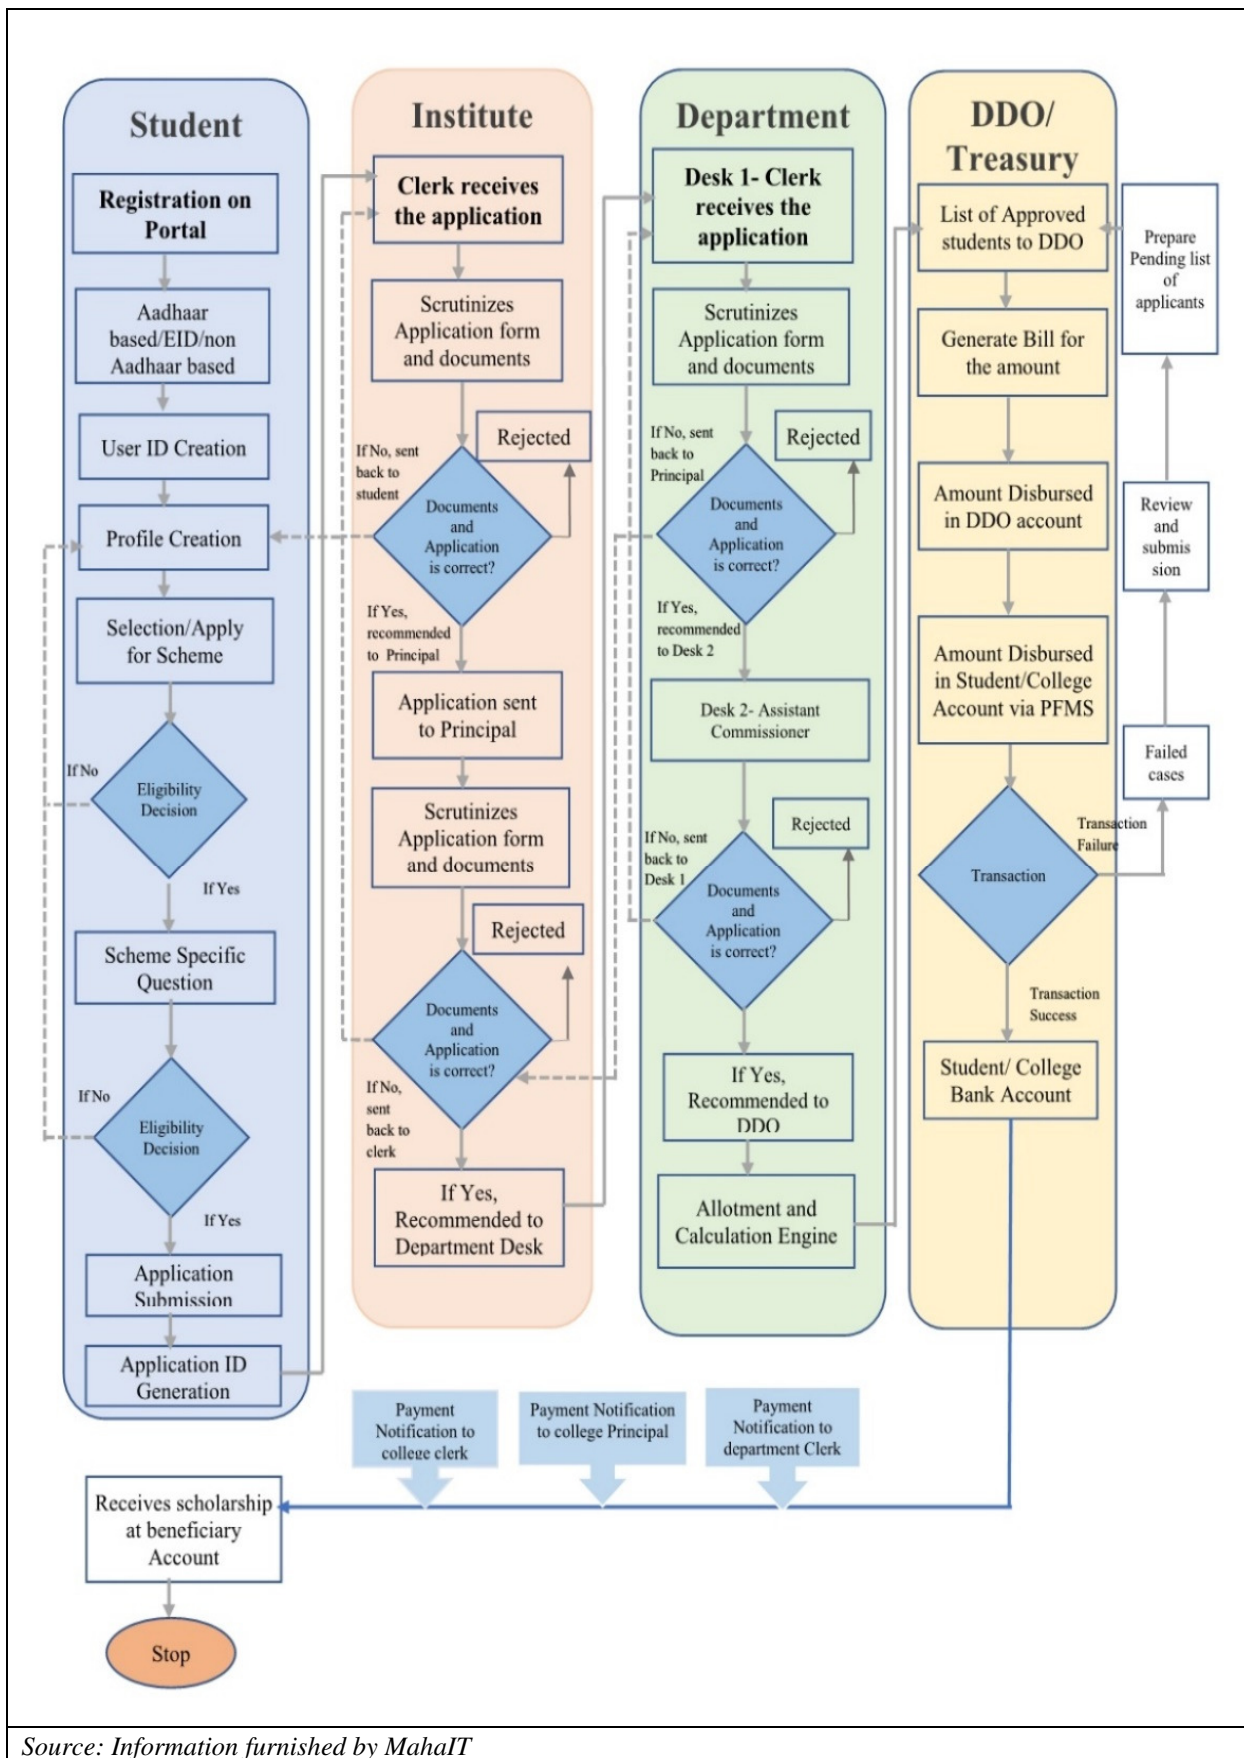 Student
Registration on
Portal
Aadhaar
based/EID/non
Aadhaar based
User ID Creation
Profile Creation
Selection/Apply
for Scheme
If No
Eligibility
Decision
If Yes
Scheme Specific
Question
If No
Eligibility
Decision
If Yes
Application
Submission
Application ID
Generation
Institute
Clerk receives
the application
Scrutinizes
Application form
and documents
Rejected
If No, sent
back to
student
Documents
and
Application
is correct?
If Yes,
recommended
to Principal
Application sent
to Principal
Scrutinizes
Application form
and documents
Rejected
Documents
and
Application
is correct?
If No,
sent
back to
clerk
If Yes,
Recommended to
Department Desk
Department
Desk 1- Clerk
receives the
application
Scrutinizes
Application form
and documents
Rejected
If No, sent
back to
Principal
Documents
and
Application
is correct?
If Yes,
recommended
to Desk 2
Desk 2- Assistant
Commissioner
Rejected
If No, sent
back to
Desk 1
Documents
and
Application
is correct?
If Yes,
Recommended to
DDO
Allotment and
Calculation Engine
DDO/
Treasury
List of Approved
students to DDO
Generate Bill for
the amount
Amount Disbursed
in DDO account
Amount Disbursed
in Student/College
Account via PFMS
Transaction
Transaction
Failure
Failed
cases
Review
and
submis
sion
Prepare
Pending list
of
applicants
Transaction
Success
Student/ College
Bank Account
Payment
Notification to
college clerk
Payment Notification
to college Principal
Payment
Notification to
department Clerk
Receives scholarship
at beneficiary
Account
Stop
Source: Information furnished by MahaIT